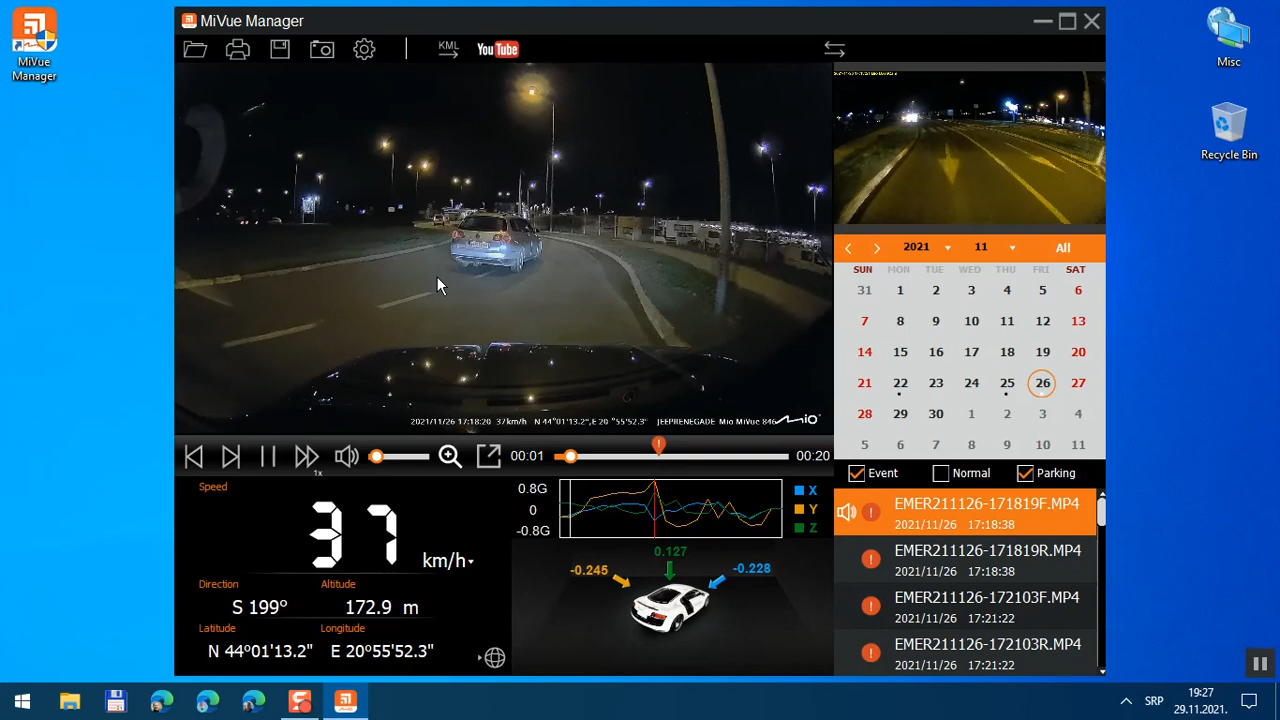 MiVue Manager
MiVue
Manager
Misc
Recycle Bin
KML
YouTube
2021/11/26 17:18:20 37km/h N 44°01'13.2" E 20°55'52.3" JEEPRENEGADE Mio MiVue 846
mio
2021 11 All
SUN MON TUE WED THU FRI SAT
31 1 2 3 4 5 6
7 8 9 10 11 12 13
14 15 16 17 18 19 20
21 22 23 24 25 26 27
28 29 30 1 2 3 4
5 6 7 8 9 10 11
Event Normal Parking
1x
00:01
00:20
EMER211126-171819F.MP4
2021/11/26 17:18:38
EMER211126-171819R.MP4
2021/11/26 17:18:38
EMER211126-172103F.MP4
2021/11/26 17:21:22
EMER211126-172103R.MP4
2021/11/26 17:21:22
Speed
37
km/h
Direction Altitude
S 199° 172.9 m
Latitude Longitude
N 44°01'13.2" E 20°55'52.3"
0.8G
0
-0.8G
X
Y
Z
0.127
-0.245
-0.228
SRP
19:27
29.11.2021.